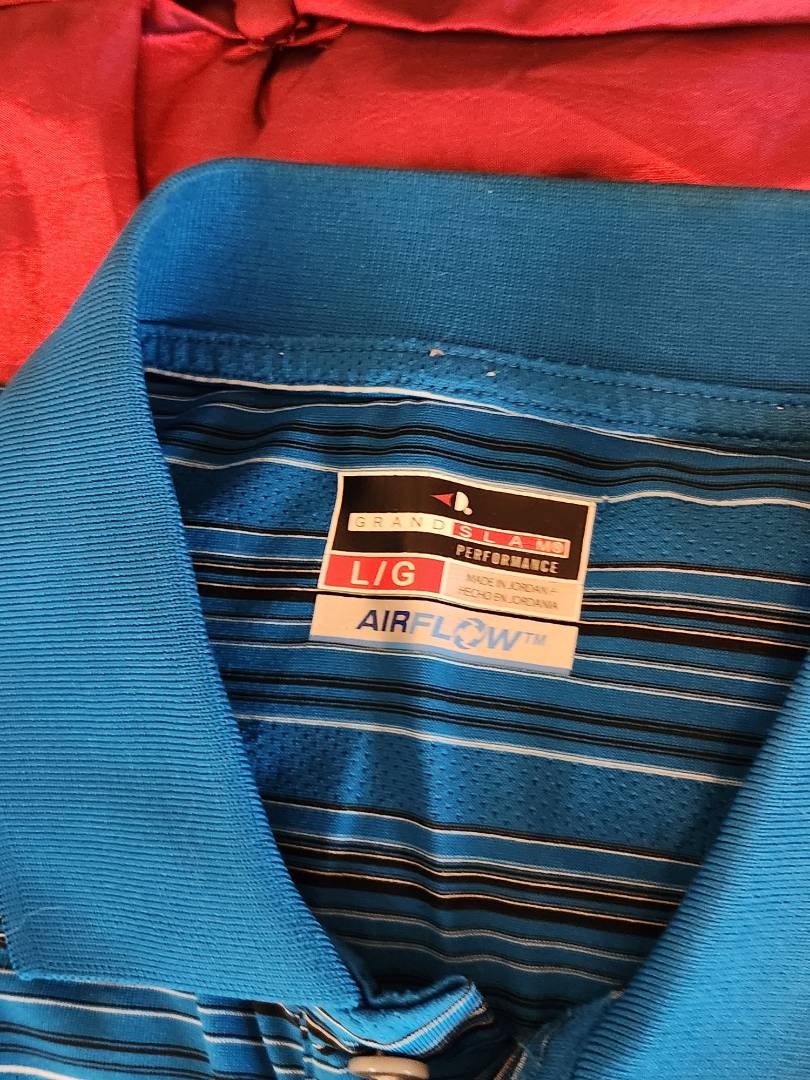 GRAND SLAM®
PERFORMANCE
L/G
MADE IN JORDAN
HECHO EN JORDANIA
AIRFLOW™